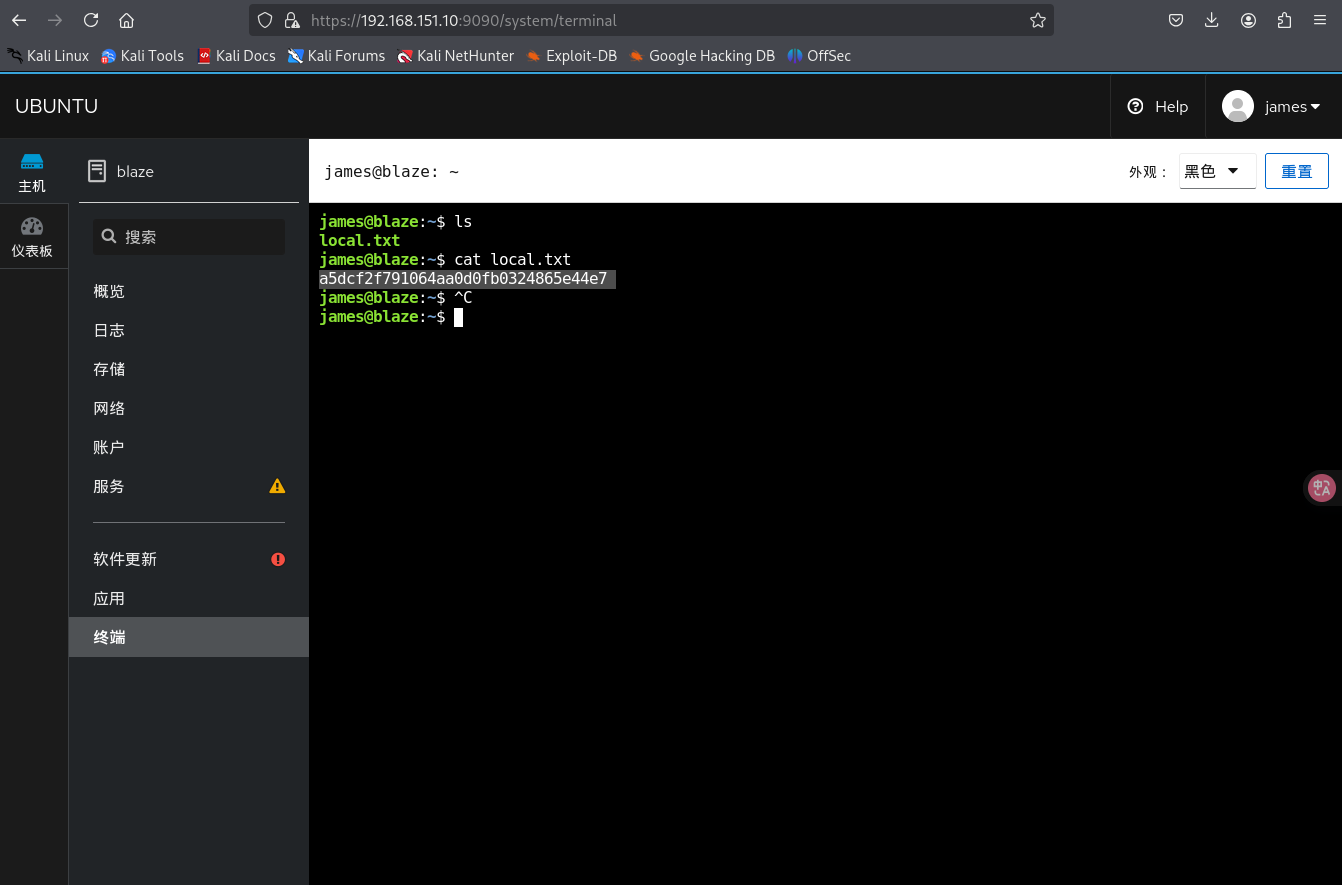 https://192.168.151.10:9090/system/terminal
Kali Linux Kali Tools Kali Docs Kali Forums Kali NetHunter Exploit-DB Google Hacking DB OffSec
UBUNTU
Help
james
主机
仪表板
blaze
搜索
概览
日志
存储
网络
账户
服务
软件更新
应用
终端
james@blaze: ~
外观：
黑色
重置
james@blaze:~$ ls
local.txt
james@blaze:~$ cat local.txt
a5dcf2f791064aa0d0fb0324865e44e7
james@blaze:~$ ^C
james@blaze:~$